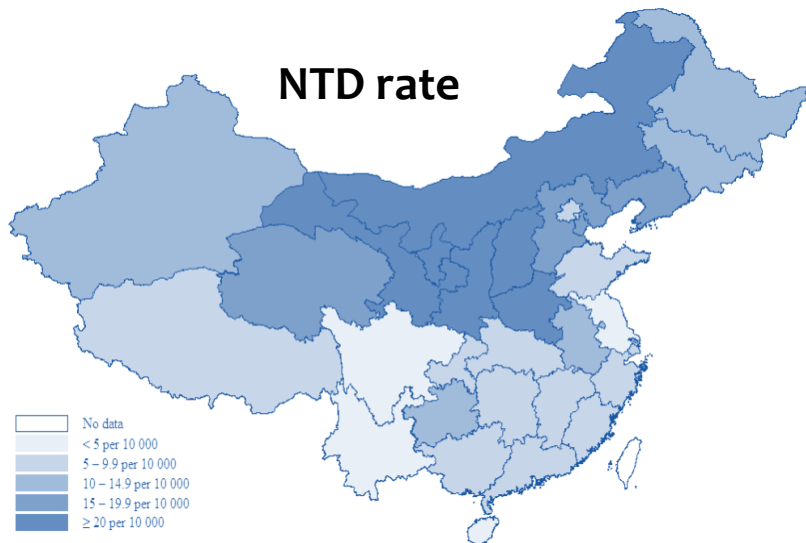 NTD rate
No data
< 5 per 10 000
5 – 9.9 per 10 000
10 – 14.9 per 10 000
15 – 19.9 per 10 000
≥ 20 per 10 000